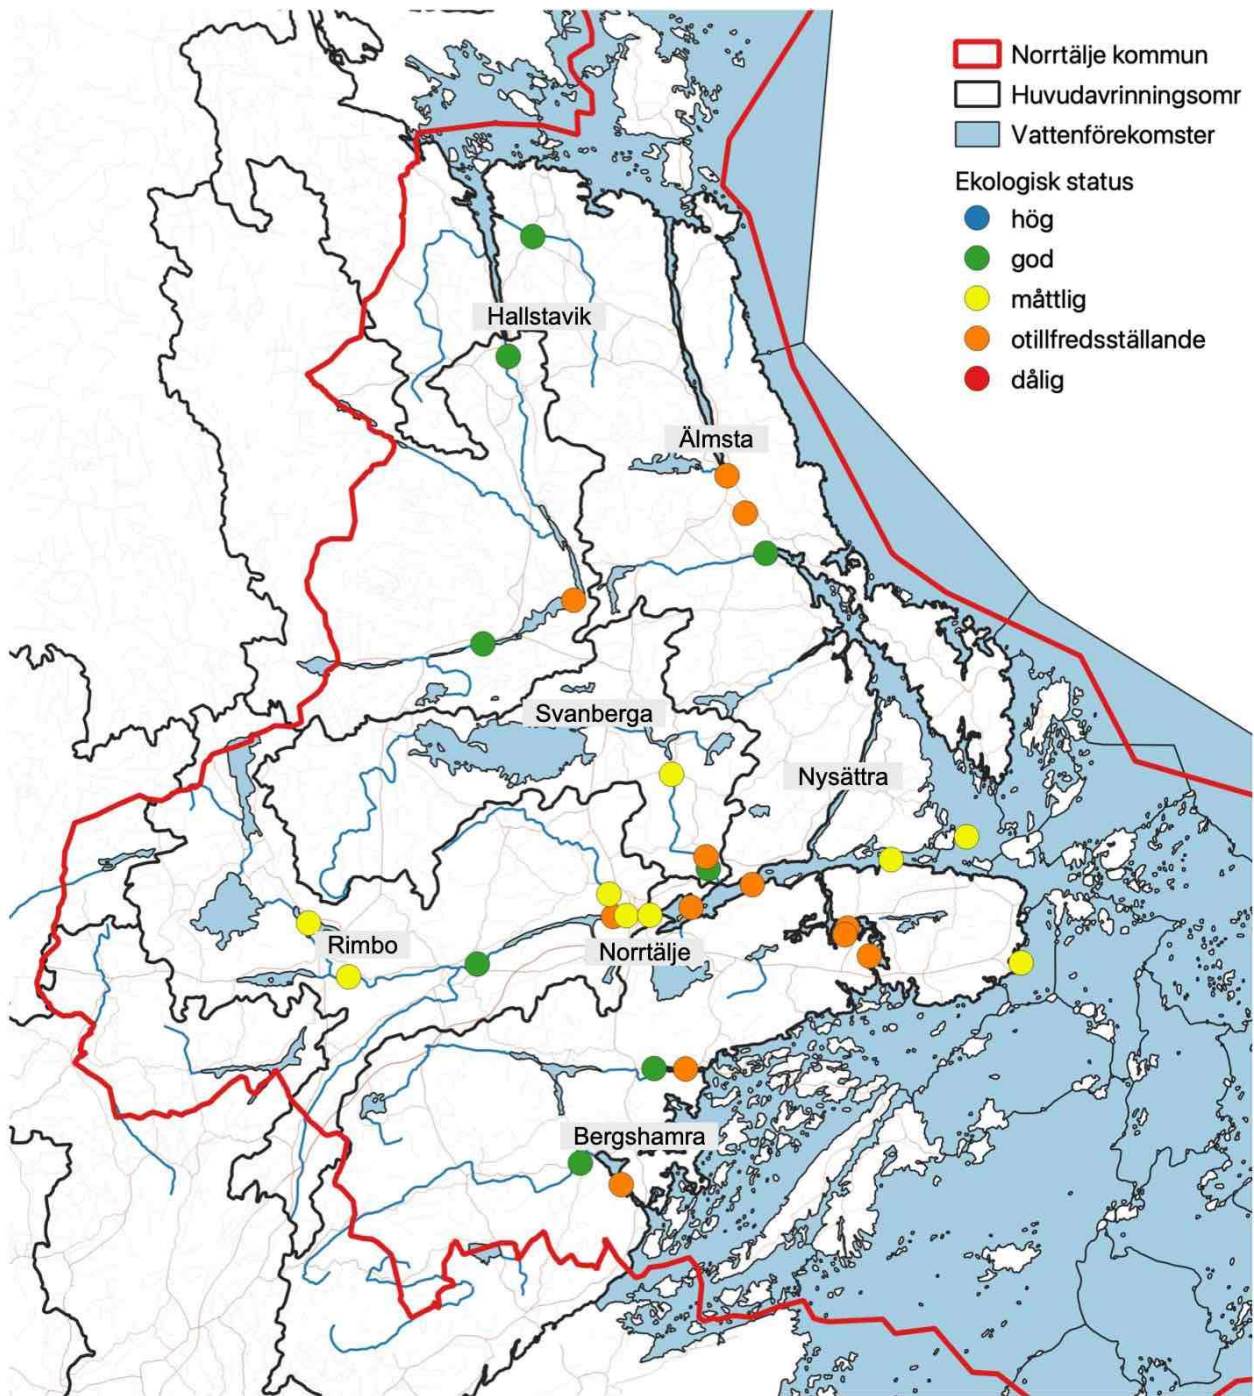 Norrtälje kommun
Huvudavrinningsomr
Vattenförekomster
Ekologisk status
hög
god
måttlig
otillfredsställande
dålig
Hallstavik
Älmsta
Svanberga
Nysättra
Rimbo
Norrtälje
Bergshamra